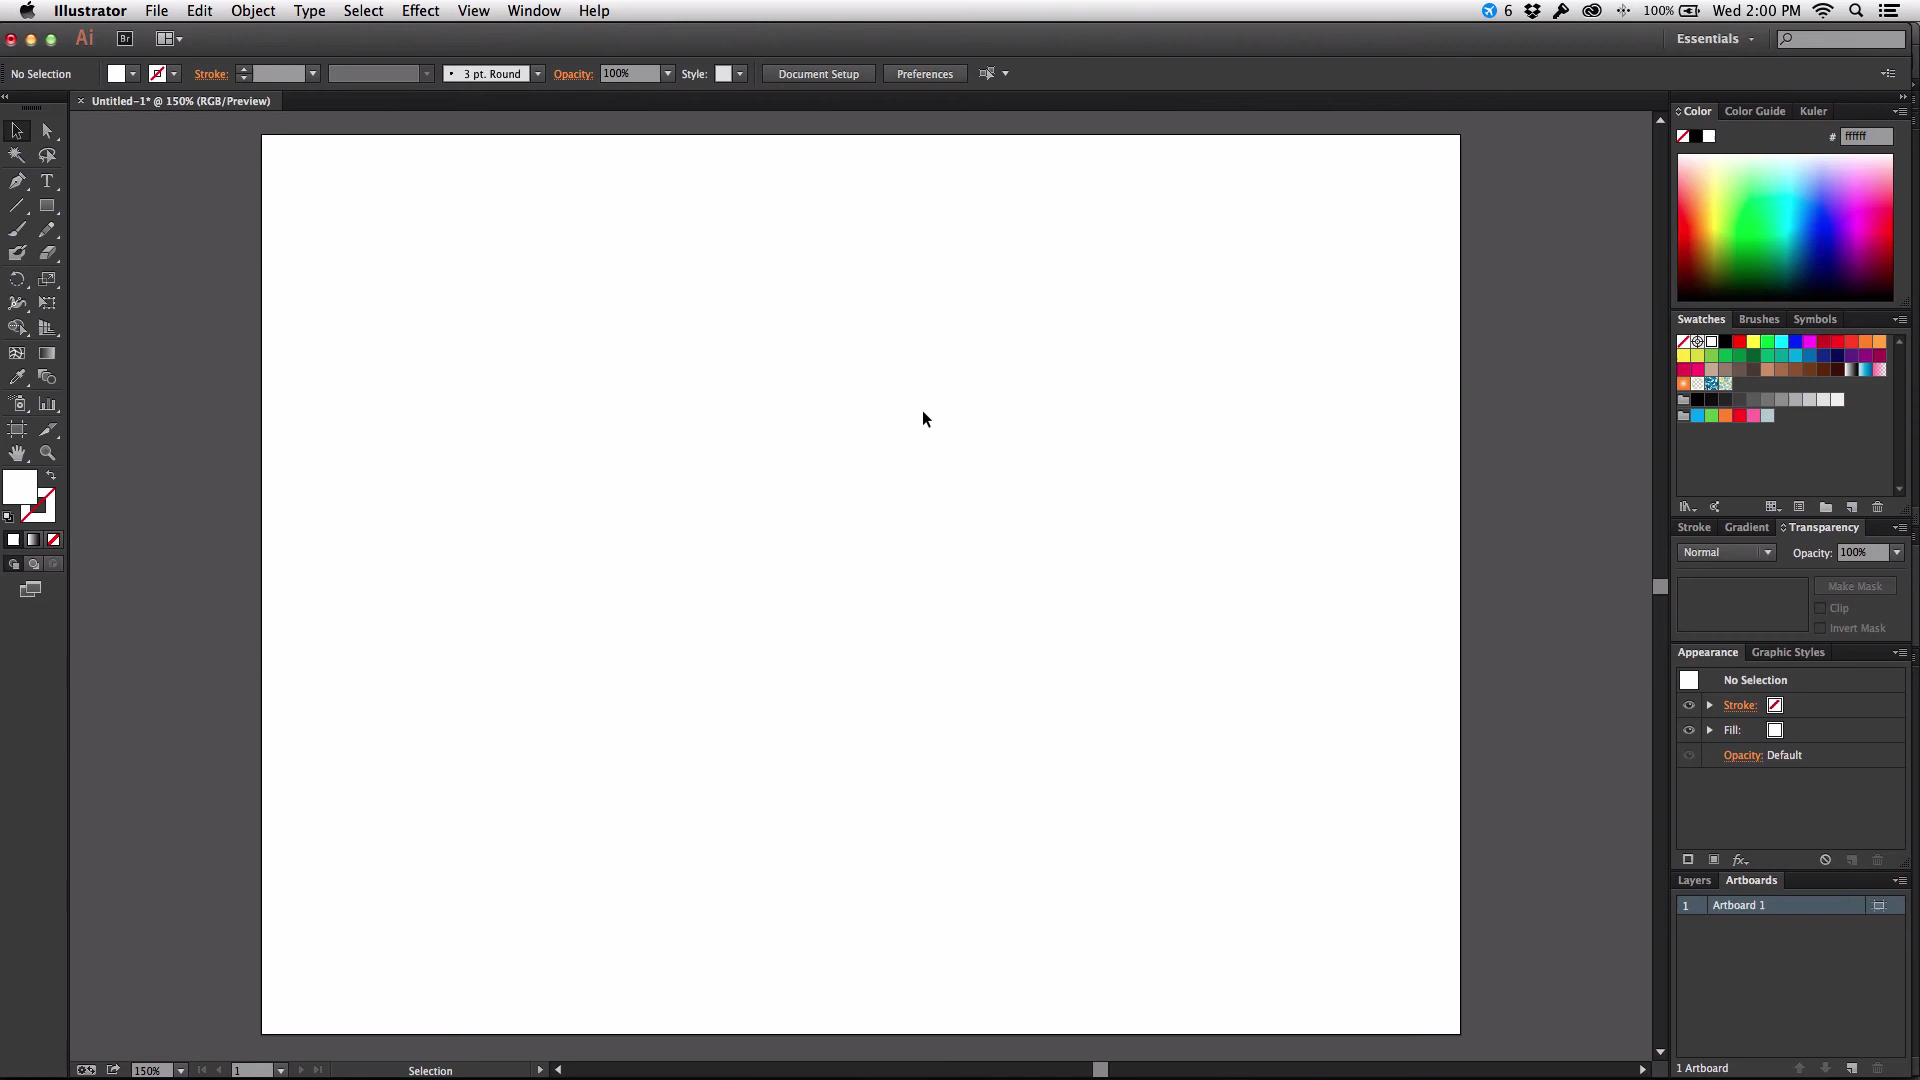 Illustrator File Edit Object Type Select Effect View Window Help 6 100% Wed 2:00 PM
Ai Br Essentials
No Selection Stroke: 3 pt. Round Opacity: 100% Style: Document Setup Preferences
× Untitled-1* @ 150% (RGB/Preview)
Color Color Guide Kuler
# ffffff
Swatches Brushes Symbols
Stroke Gradient Transparency
Normal Opacity: 100%
Make Mask
Clip
Invert Mask
Appearance Graphic Styles
No Selection
Stroke:
Fill:
Opacity: Default
fx
Layers Artboards
1 Artboard 1
150% 1 Selection 1 Artboard
T